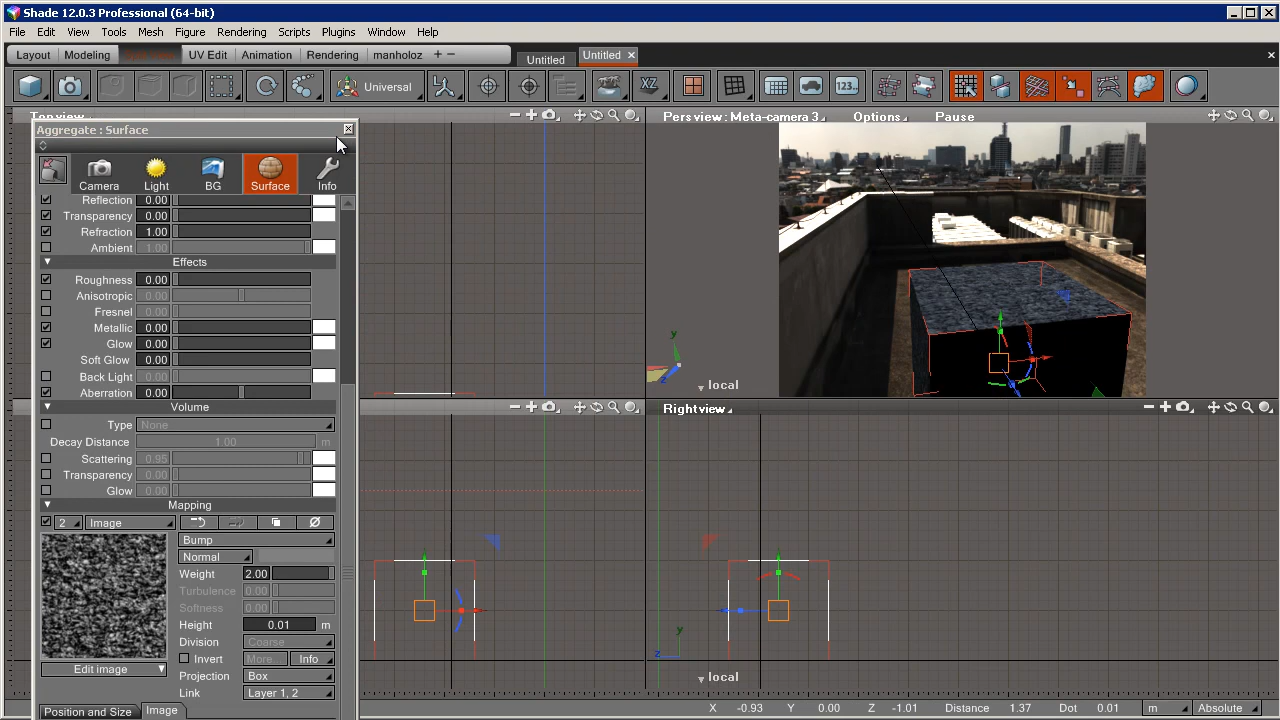 Shade 12.0.3 Professional (64-bit)
File Edit View Tools Mesh Figure Rendering Scripts Plugins Window Help
Layout Modeling UV Edit Animation Rendering manholoz + −
Untitled Untitled
Universal
XZ
123...
Top view
Aggregate : Surface
Camera Light BG Surface Info
Reflection 0.00
Transparency 0.00
Refraction 1.00
Ambient 1.00
Effects
Roughness 0.00
Anisotropic 0.00
Fresnel 0.00
Metallic 0.00
Glow 0.00
Soft Glow 0.00
Back Light 0.00
Aberration 0.00
Volume
Type None
Decay Distance 1.00 m
Scattering 0.95
Transparency 0.00
Glow 0.00
Mapping
2 Image
Bump
Normal
Weight 2.00
Turbulence 0.00
Softness 0.00
Height 0.01 m
Division Coarse
Invert More... Info
Projection Box
Link Layer 1, 2
Edit image
Position and Size Image
Pers view : Meta-camera 3 Options Pause
y
z
local
Right view
y
z
local
X -0.93 Y 0.00 Z -1.01 Distance 1.37 Dot 0.01 m Absolute